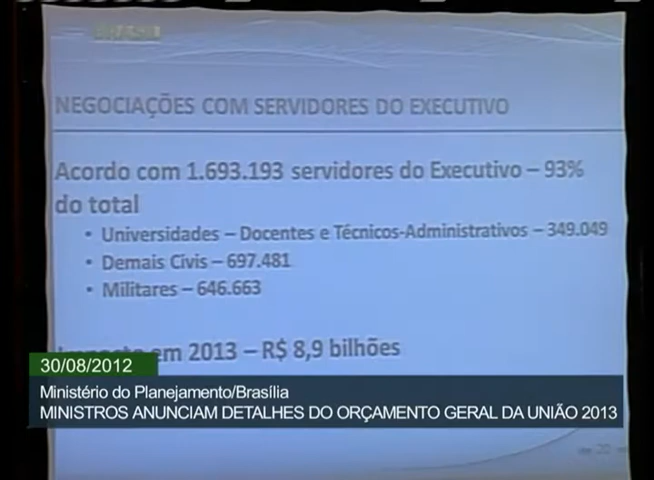 BRASIL
NEGOCIAÇÕES COM SERVIDORES DO EXECUTIVO
Acordo com 1.693.193 servidores do Executivo – 93%
do total
• Universidades – Docentes e Técnicos-Administrativos – 349.049
• Demais Civis – 697.481
• Militares – 646.663
em 2013 – R$ 8,9 bilhões
30/08/2012
Ministério do Planejamento/Brasília
MINISTROS ANUNCIAM DETALHES DO ORÇAMENTO GERAL DA UNIÃO 2013